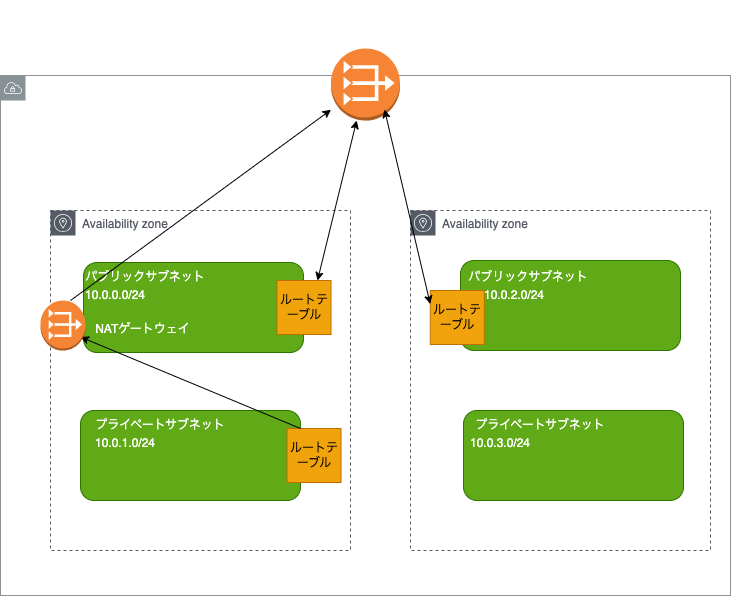 Availability zone
パブリックサブネット
10.0.0.0/24
ルートテ
ーブル
NATゲートウェイ
プライベートサブネット
10.0.1.0/24
ルートテ
ーブル
Availability zone
パブリックサブネット
10.0.2.0/24
ルートテ
ーブル
プライベートサブネット
10.0.3.0/24